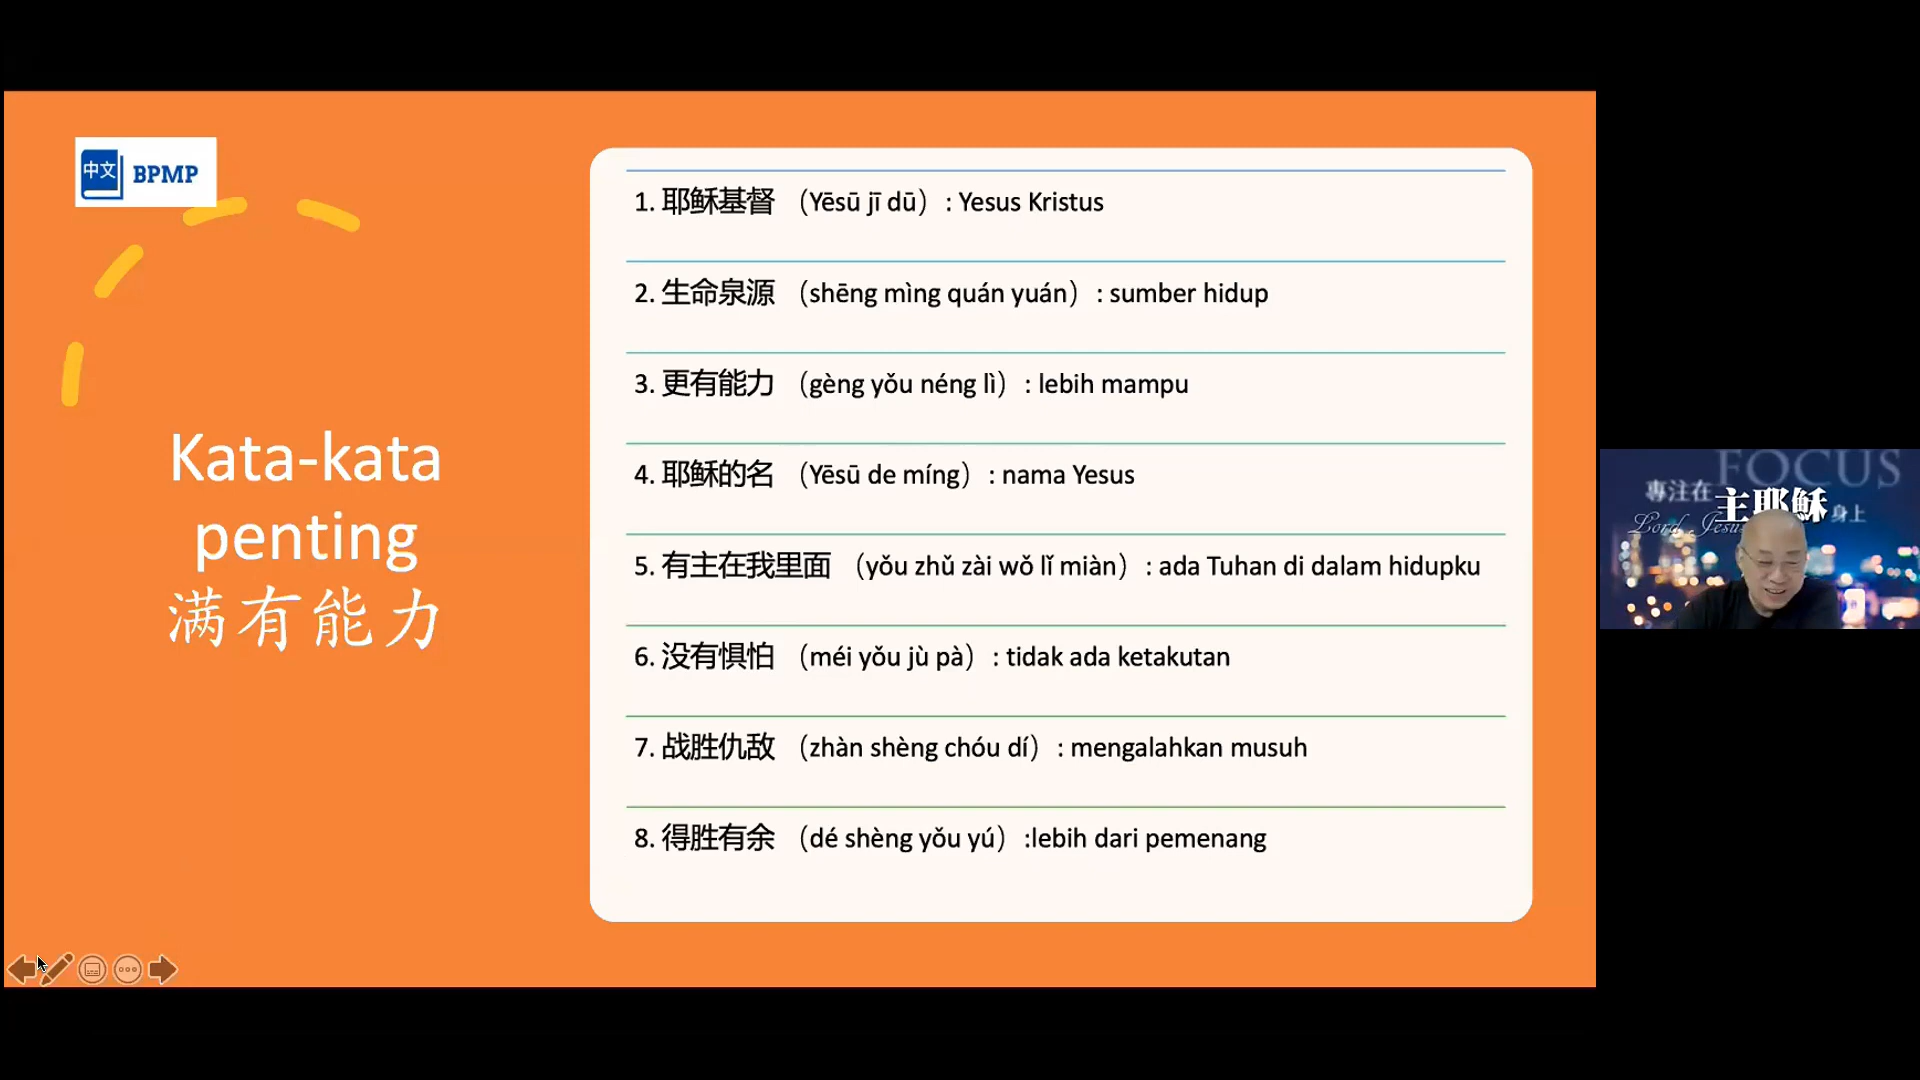 中文 BPMP
Kata-kata
penting
满有能力
1. 耶稣基督 （Yēsū jī dū）: Yesus Kristus
2. 生命泉源 （shēng mìng quán yuán）: sumber hidup
3. 更有能力 （gèng yǒu néng lì）: lebih mampu
4. 耶稣的名 （Yēsū de míng）: nama Yesus
5. 有主在我里面 （yǒu zhǔ zài wǒ lǐ miàn）: ada Tuhan di dalam hidupku
6. 没有惧怕 （méi yǒu jù pà）: tidak ada ketakutan
7. 战胜仇敌 （zhàn shèng chóu dí）: mengalahkan musuh
8. 得胜有余 （dé shèng yǒu yú）:lebih dari pemenang
FOCUS
專注在主耶穌身上
Lord Jesus